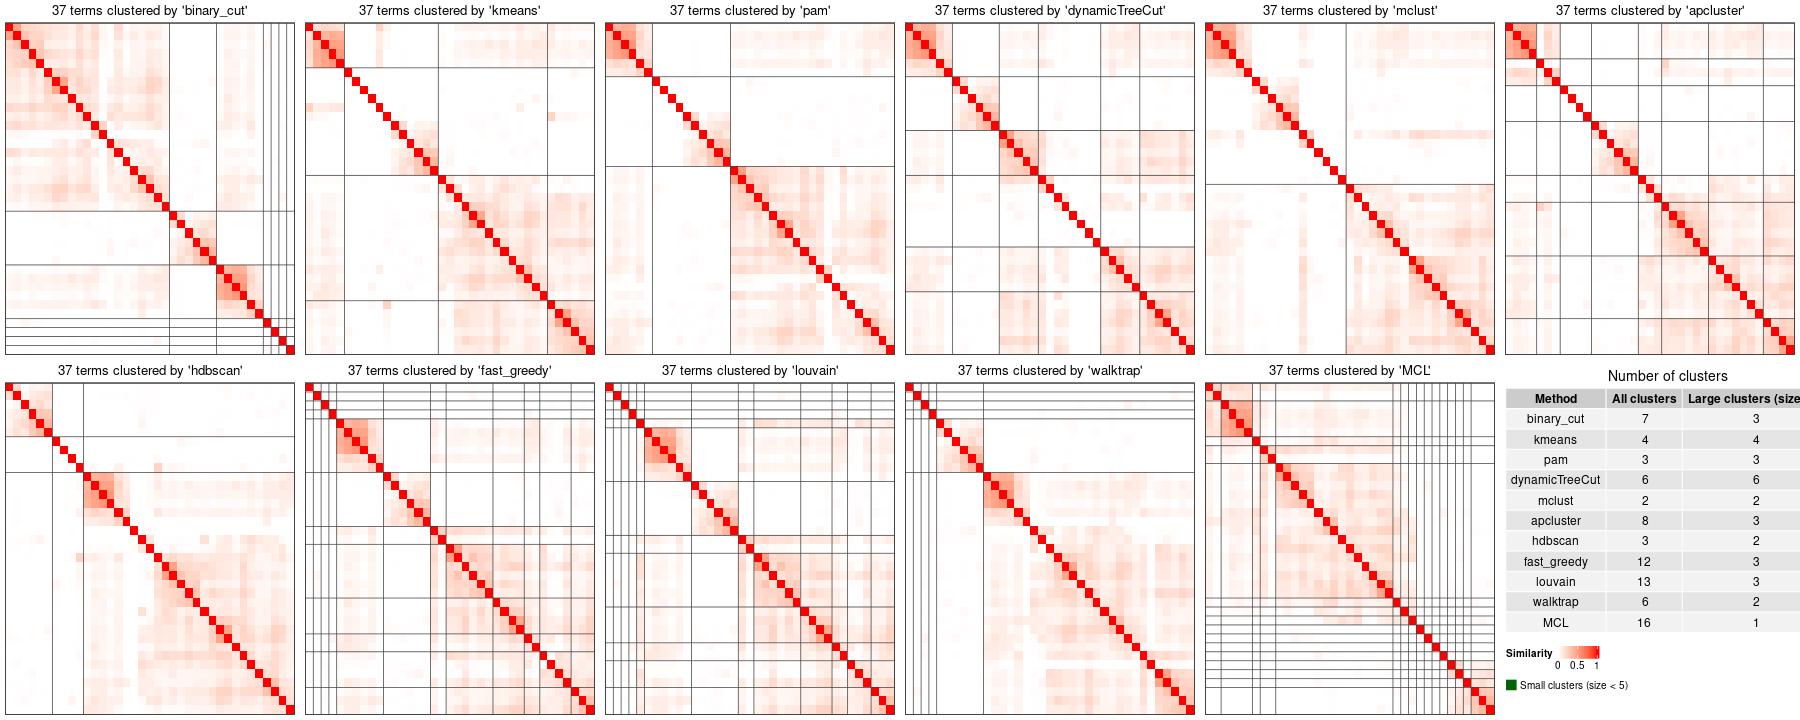 37 terms clustered by 'binary_cut'
37 terms clustered by 'kmeans'
37 terms clustered by 'pam'
37 terms clustered by 'dynamicTreeCut'
37 terms clustered by 'mclust'
37 terms clustered by 'apcluster'
37 terms clustered by 'hdbscan'
37 terms clustered by 'fast_greedy'
37 terms clustered by 'louvain'
37 terms clustered by 'walktrap'
37 terms clustered by 'MCL'
Number of clusters
Method All clusters Large clusters (size
binary_cut 7 3
kmeans 4 4
pam 3 3
dynamicTreeCut 6 6
mclust 2 2
apcluster 8 3
hdbscan 3 2
fast_greedy 12 3
louvain 13 3
walktrap 6 2
MCL 16 1
Similarity
0 0.5 1
Small clusters (size < 5)